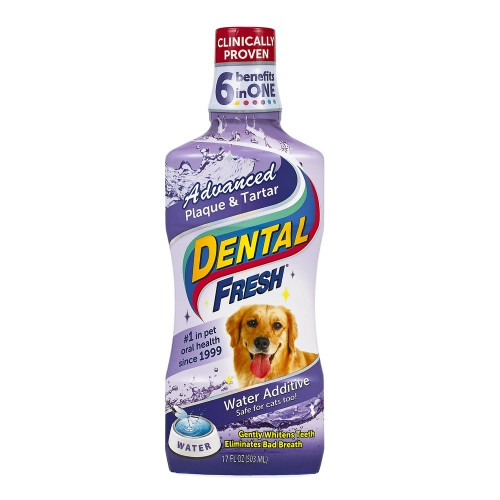 CLINICALLY
PROVEN
6 benefits
in ONE
Advanced
Plaque & Tartar
DENTAL
FRESH®
#1 in pet
oral health
since 1999
Water Additive
Safe for cats too!
WATER
Gently Whitens Teeth
Eliminates Bad Breath
17 FL OZ (503 ML)